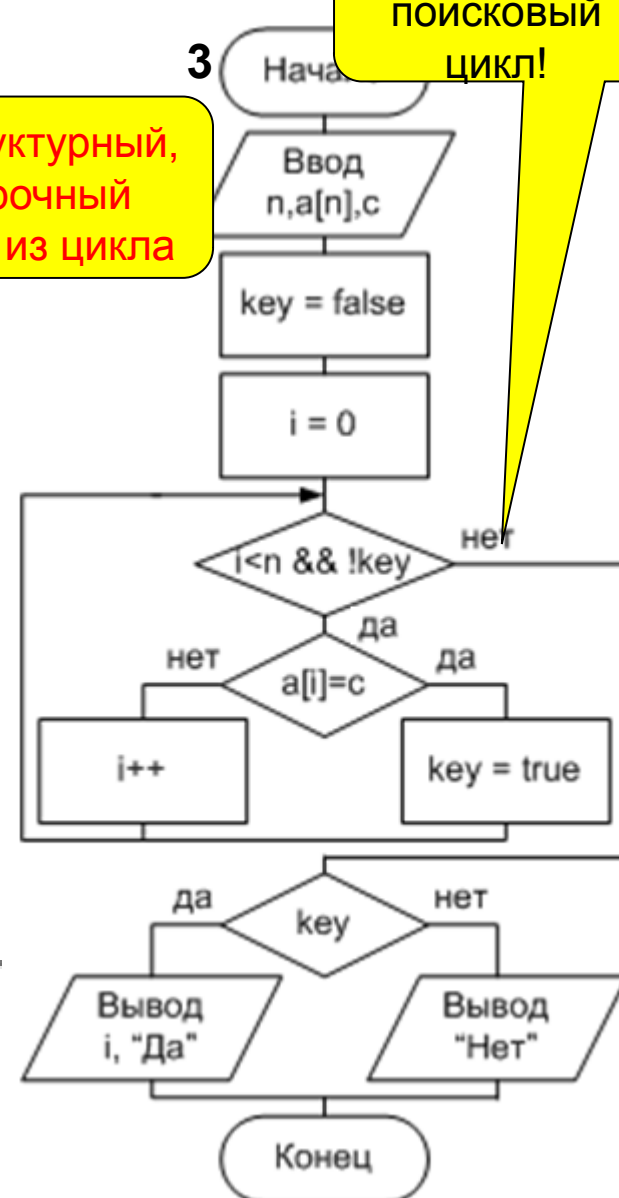 поисковый
цикл!
3
рочный
из цикла
Ввод
n,a[n],c
key = false
i = 0
i<n && !key
нет
да
a[i]=c
нет
да
i++
key = true
key
да
нет
Вывод
i, "Да"
Вывод
"Нет"
Конец